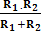 R₁ . R₂
R₁ + R₂